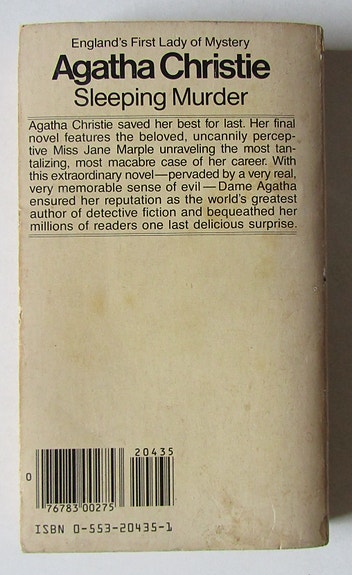 England's First Lady of Mystery
Agatha Christie
Sleeping Murder
Agatha Christie saved her best for last. Her final
novel features the beloved, uncannily percep-
tive Miss Jane Marple unraveling the most tan-
talizing, most macabre case of her career. With
this extraordinary novel—pervaded by a very real,
very memorable sense of evil—Dame Agatha
ensured her reputation as the world's greatest
author of detective fiction and bequeathed her
millions of readers one last delicious surprise.
20435
0
76783 00275
ISBN 0-553-20435-1